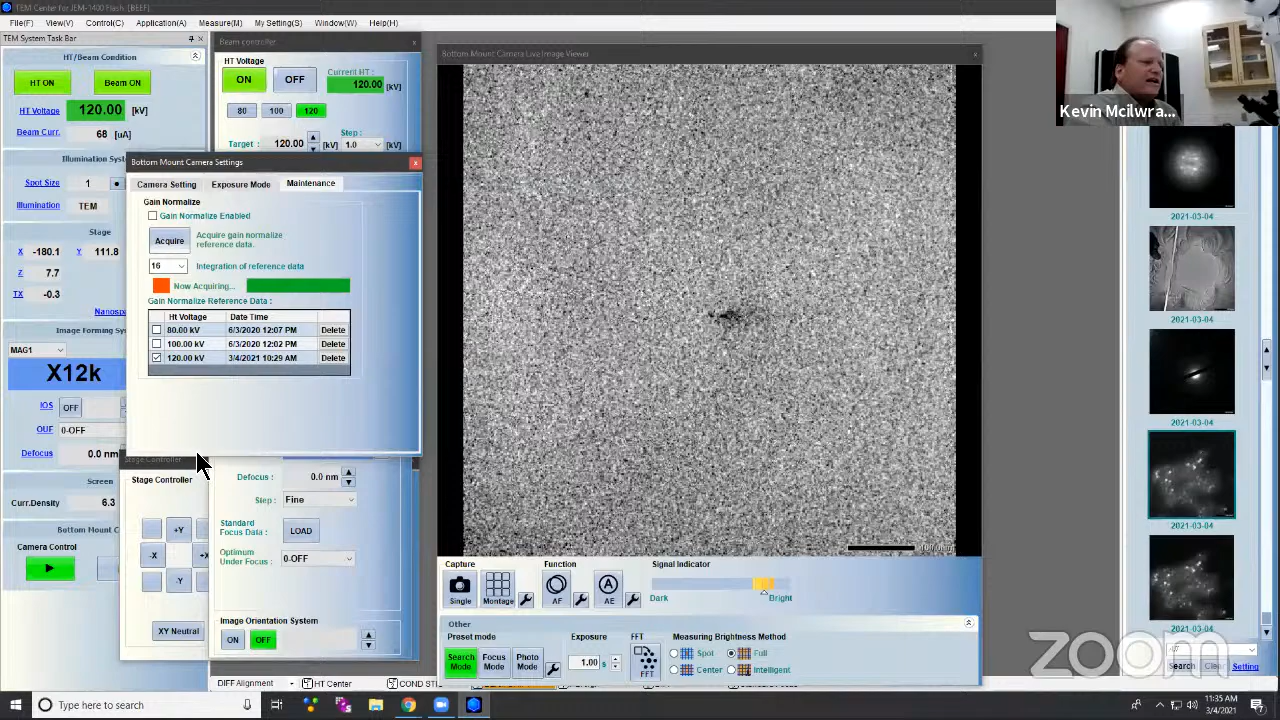 TEM Center for JEM-1400 Flash. (BEEF)
File(F) View(V) Control(C) Application(A) Measure(M) My Setting(S) Window(W) Help(H)
TEM System Task Bar
HT/Beam Condition
HT ON Beam ON
HT Voltage 120.00 [kV]
Beam Curr. 68 [uA]
Illumination Syst
Spot Size 1
Illumination TEM
Stage
X -180.1 Y 111.8
Z 7.7
TX -0.3
Nanosp
Image Forming Sy
MAG1
X12k
IOS OFF
OUF 0-OFF
Defocus 0.0 nm
Screen
Curr.Density 6.3
Bottom Mount C
Camera Control
Beam controller
HT Voltage
ON OFF
Current HT:
120.00 [kV]
80 100 120
Target : 120.00 [kV]
Step :
1.0
Bottom Mount Camera Settings
Camera Setting Exposure Mode Maintenance
Gain Normalize
Gain Normalize Enabled
Acquire
Acquire gain normalize
reference data.
16 Integration of reference data
Now Acquiring...
Gain Normalize Reference Data :
Ht Voltage Date Time
80.00 kV 6/3/2020 12:07 PM Delete
100.00 kV 6/3/2020 12:02 PM Delete
120.00 kV 3/4/2021 10:29 AM Delete
Stage Controller
Stage Controller
+Y
-X +X
-Y
XY Neutral
Defocus : 0.0 nm
Step : Fine
Standard
Focus Data :
LOAD
Optimum
Under Focus :
0-OFF
Image Orientation System
ON OFF
Bottom Mount Camera Live Image Viewer
Capture Function Signal Indicator
Single Montage AF AE
Dark Bright
Other
Preset mode Exposure FFT Measuring Brightness Method
Search
Mode
Focus
Mode
Photo
Mode
1.00 s
FFT
Spot Full
Center Intelligent
Kevin Mcilwra...
2021-03-04
2021-03-04
2021-03-04
2021-03-04
2021-03-04
Search Clear Setting
zoom
DIFF Alignment HT Center
Type here to search
11:35 AM
3/4/2021